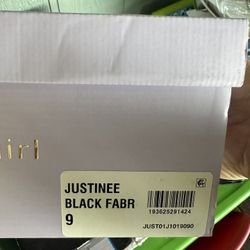 irl
JUSTINEE
BLACK FABR
9
193625291424
JUST01J1019090